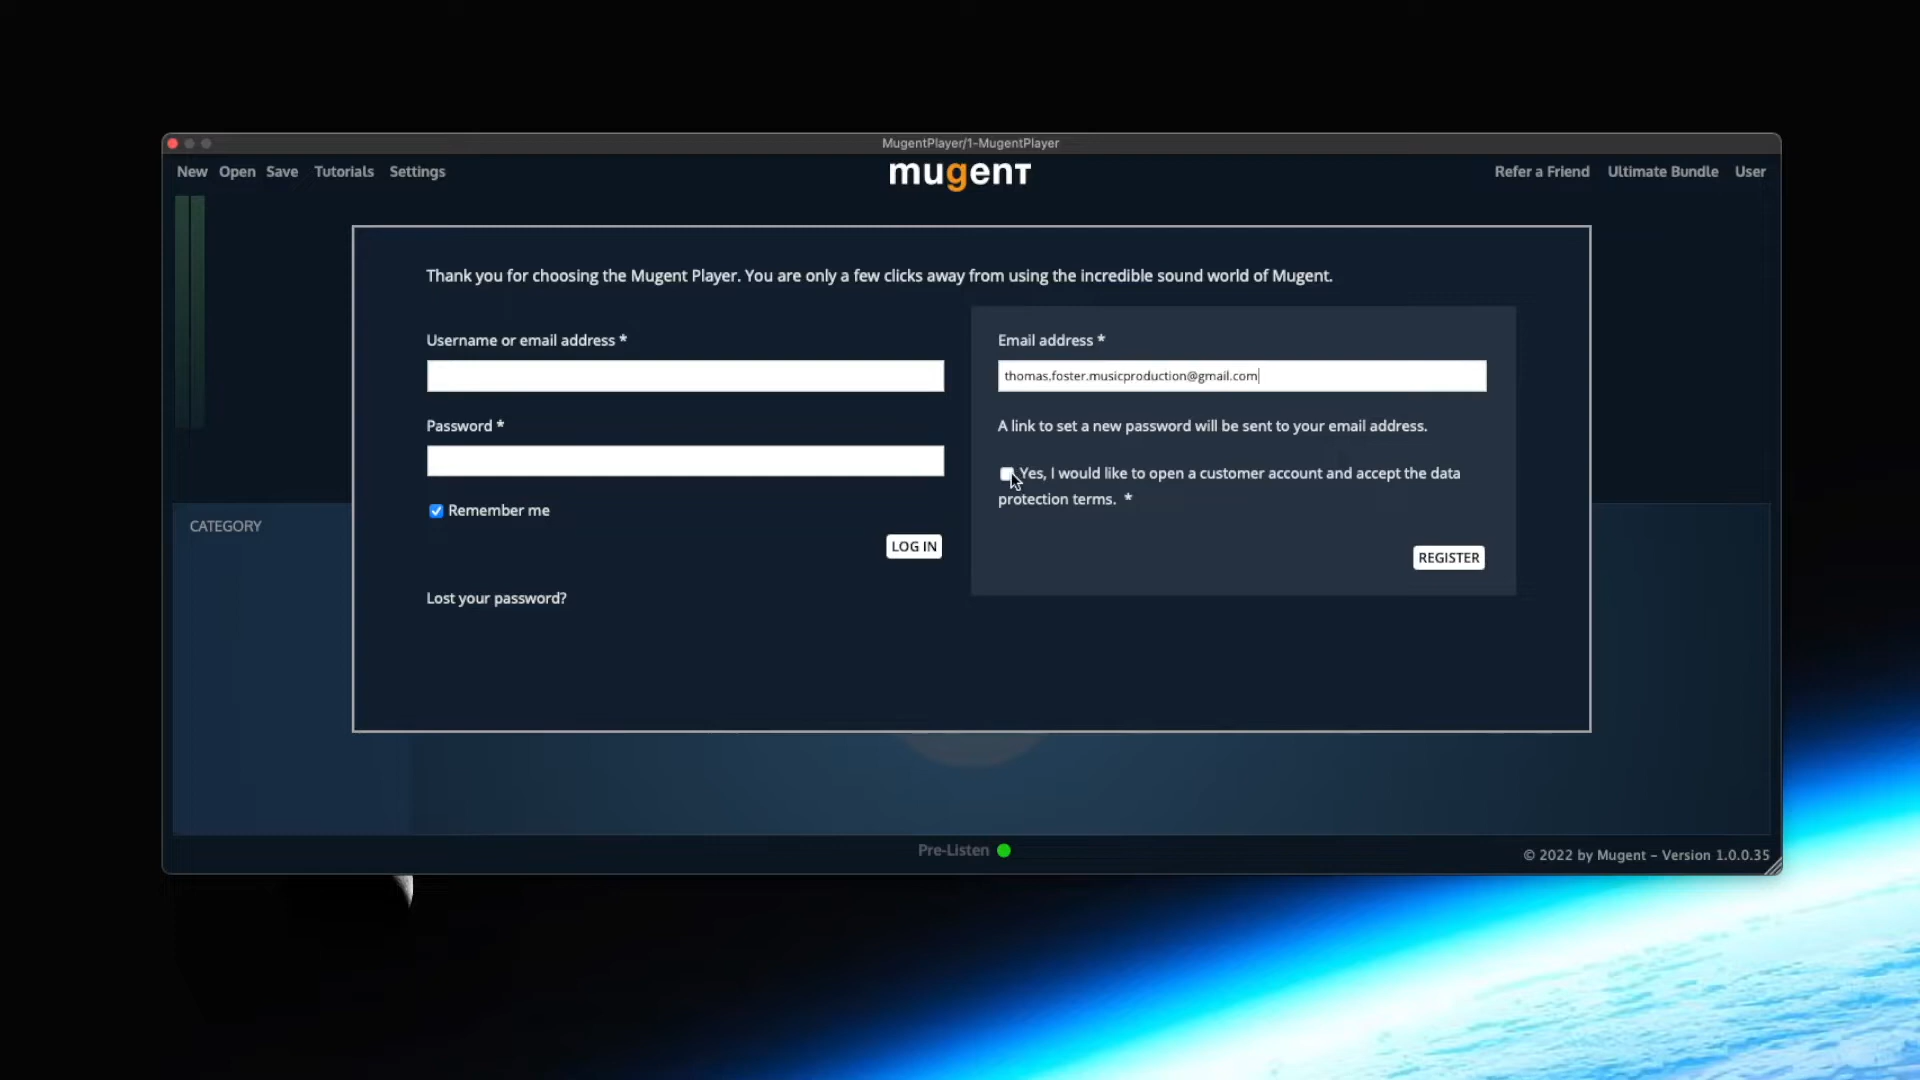 MugentPlayer/1-MugentPlayer
New Open Save Tutorials Settings
mugent
Refer a Friend Ultimate Bundle User
Thank you for choosing the Mugent Player. You are only a few clicks away from using the incredible sound world of Mugent.
Username or email address *
Password *
Remember me
LOG IN
Lost your password?
Email address *
thomas.foster.musicproduction@gmail.com
A link to set a new password will be sent to your email address.
Yes, I would like to open a customer account and accept the data
protection terms. *
REGISTER
CATEGORY
Pre-Listen
© 2022 by Mugent – Version 1.0.0.35